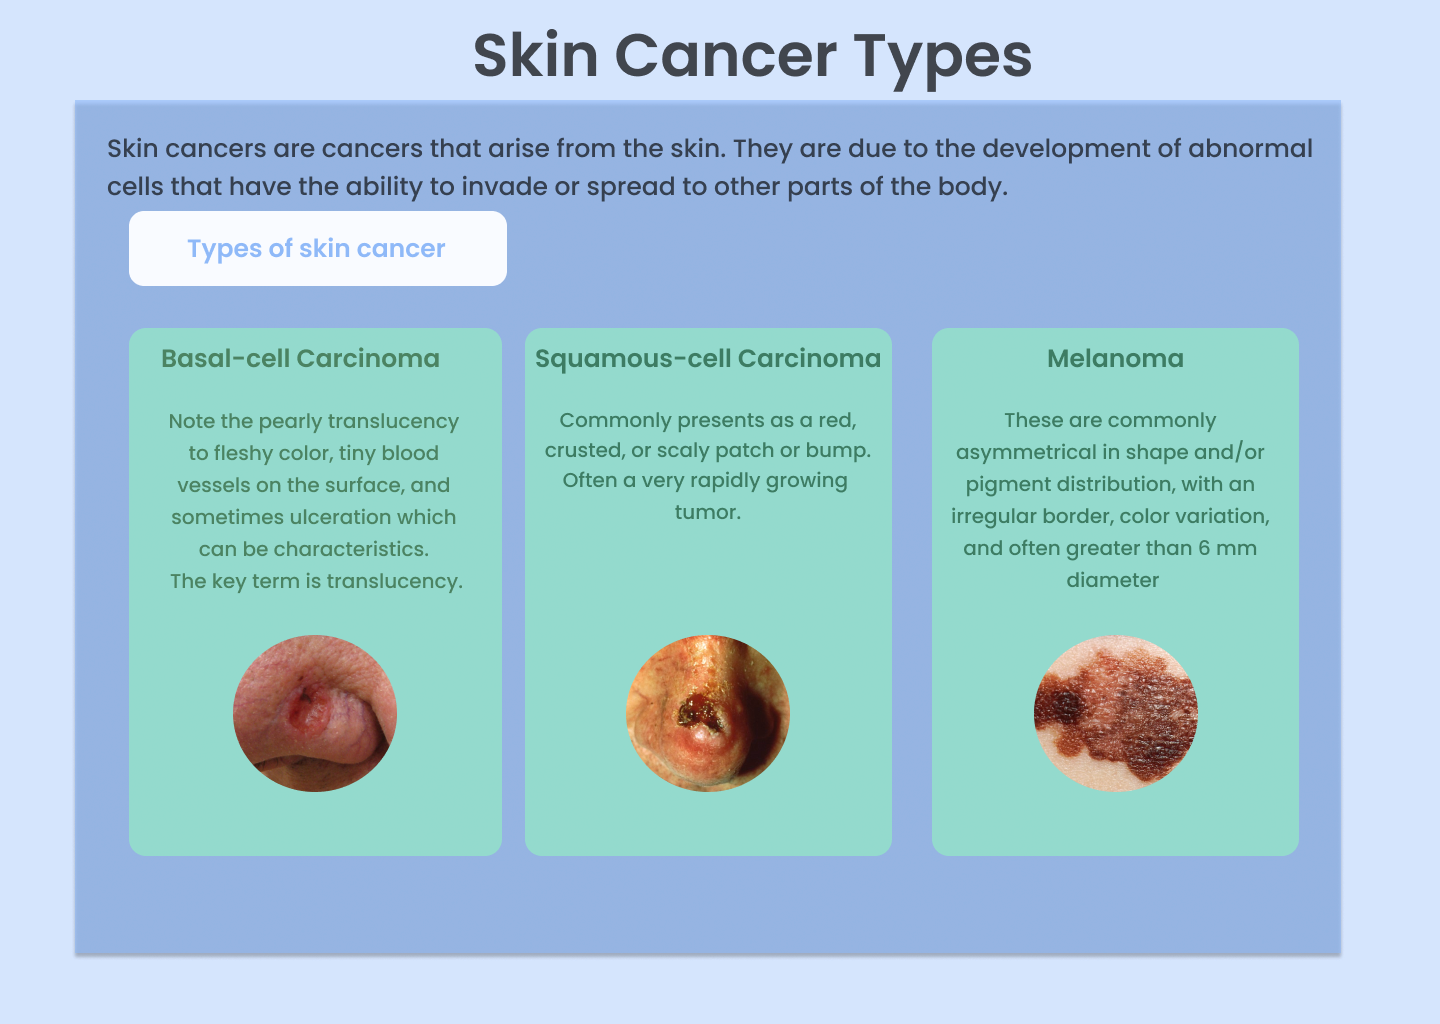 Skin Cancer Types
Skin cancers are cancers that arise from the skin. They are due to the development of abnormal
cells that have the ability to invade or spread to other parts of the body.
Types of skin cancer
Basal-cell Carcinoma
Note the pearly translucency
to fleshy color, tiny blood
vessels on the surface, and
sometimes ulceration which
can be characteristics.
The key term is translucency.
Squamous-cell Carcinoma
Commonly presents as a red,
crusted, or scaly patch or bump.
Often a very rapidly growing
tumor.
Melanoma
These are commonly
asymmetrical in shape and/or
pigment distribution, with an
irregular border, color variation,
and often greater than 6 mm
diameter